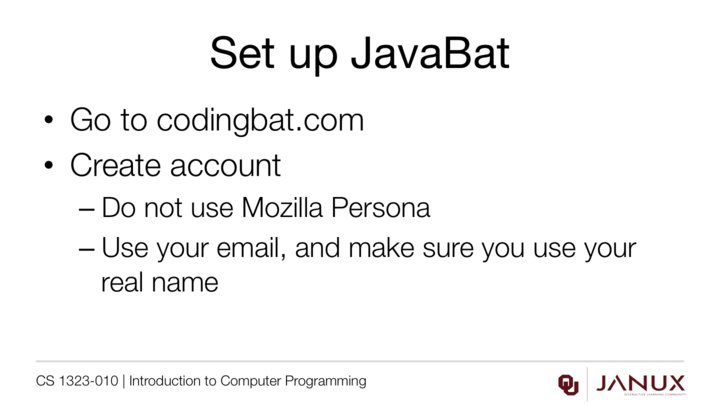 Set up JavaBat
• Go to codingbat.com
• Create account
– Do not use Mozilla Persona
– Use your email, and make sure you use your
real name
CS 1323-010 | Introduction to Computer Programming
OU
JANUX
INTERACTIVE LEARNING COMMUNITY